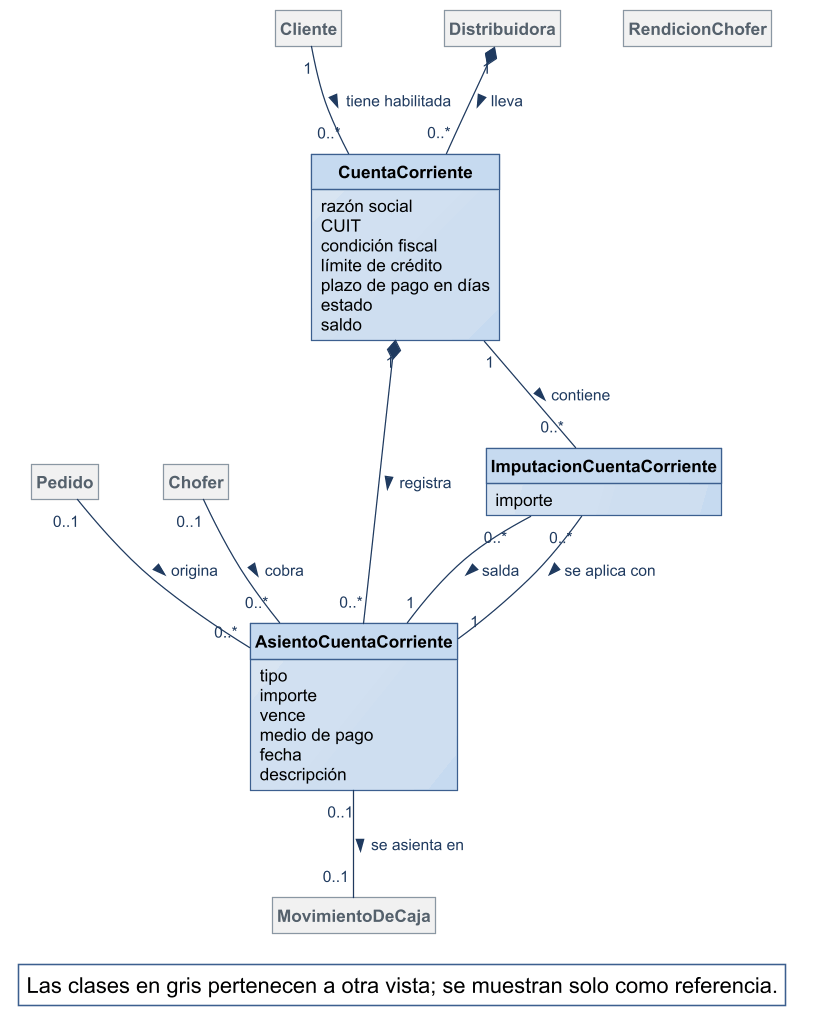 Cliente
Distribuidora
RendicionChofer
1
1
tiene habilitada
lleva
0..*
0..*
CuentaCorriente
razón social
CUIT
condición fiscal
límite de crédito
plazo de pago en días
estado
saldo
1
1
contiene
0..*
Pedido
Chofer
registra
ImputacionCuentaCorriente
importe
0..1
0..1
0..*
0..*
origina
cobra
salda
se aplica con
0..*
0..*
1
1
0..*
AsientoCuentaCorriente
tipo
importe
vence
medio de pago
fecha
descripción
0..1
se asienta en
0..1
MovimientoDeCaja
Las clases en gris pertenecen a otra vista; se muestran solo como referencia.